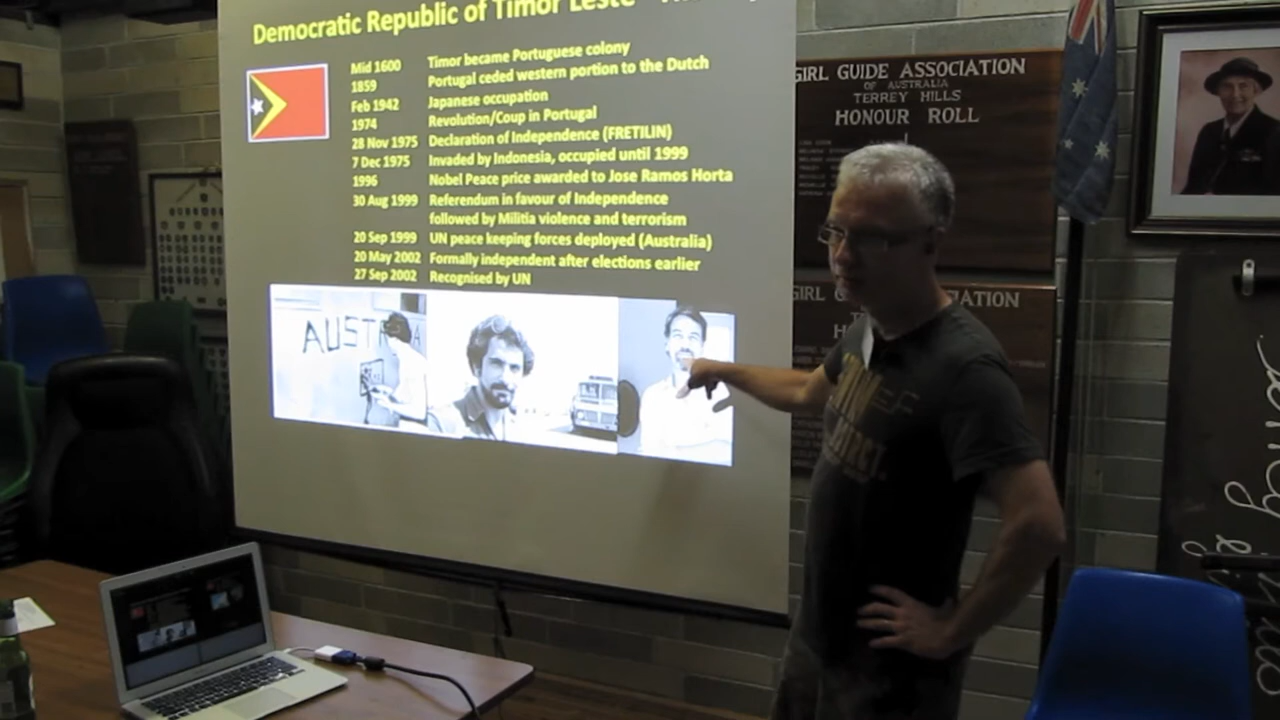 Democratic Republic of Timor Leste
Mid 1600 Timor became Portuguese colony
1859 Portugal ceded western portion to the Dutch
Feb 1942 Japanese occupation
1974 Revolution/Coup in Portugal
28 Nov 1975 Declaration of Independence (FRETILIN)
7 Dec 1975 Invaded by Indonesia, occupied until 1999
1996 Nobel Peace price awarded to Jose Ramos Horta
30 Aug 1999 Referendum in favour of Independence
followed by Militia violence and terrorism
20 Sep 1999 UN peace keeping forces deployed (Australia)
20 May 2002 Formally independent after elections earlier
27 Sep 2002 Recognised by UN
GIRL GUIDE ASSOCIATION
OF AUSTRALIA
TERREY HILLS
HONOUR ROLL